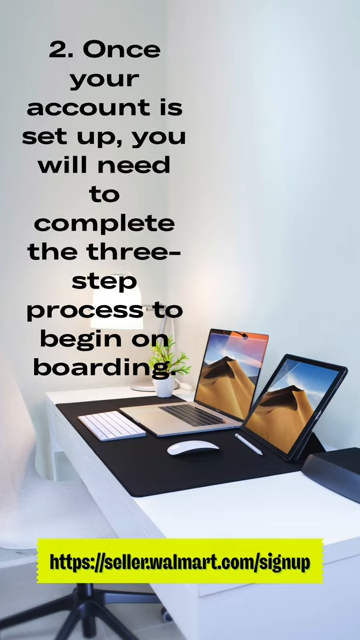 2. Once
your
account is
set up, you
will need
to
complete
the three-
step
process to
begin on
boarding.
https://seller.walmart.com/signup